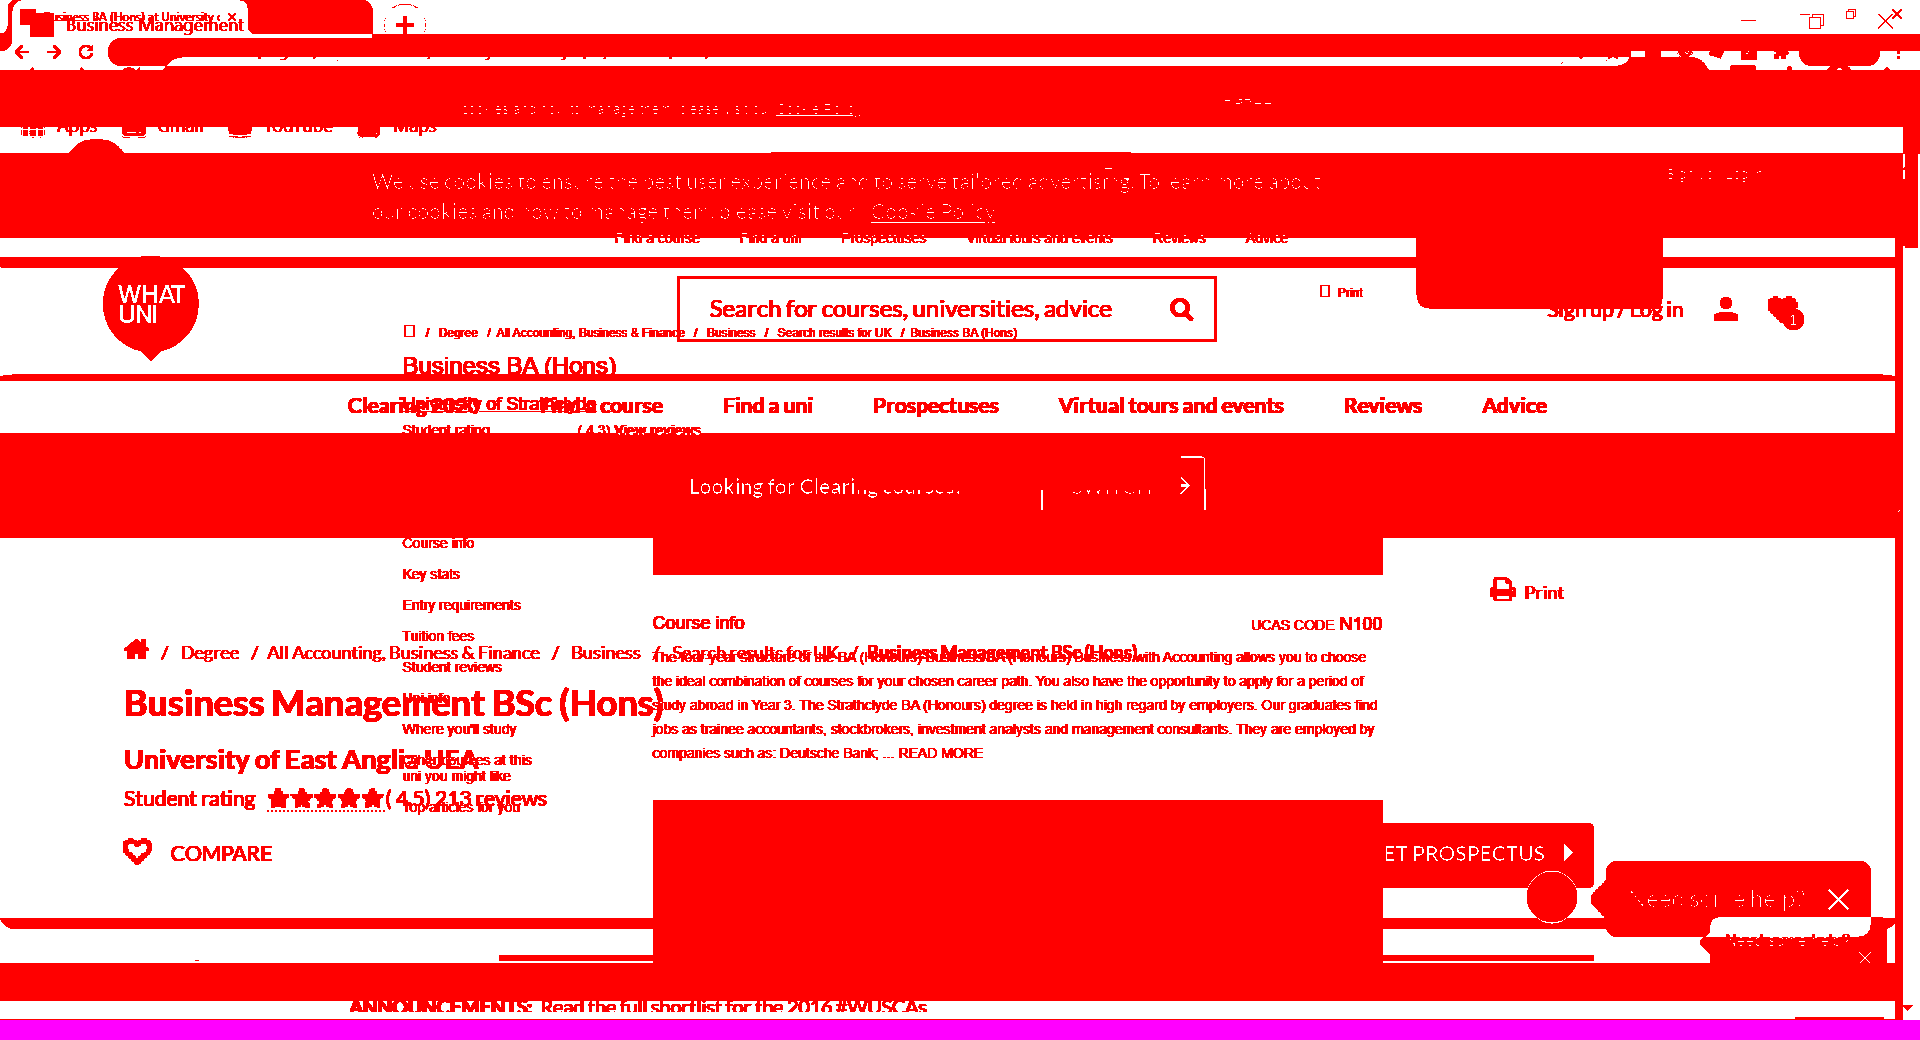 Business BA (Hons) at University
Business Management
Apps Gmail YouTube Maps
We use cookies to ensure the best user experience and to serve tailored advertising. To learn more about
our cookies and how to manage them please visit our Cookie Policy
Find a course Find a uni Prospectuses Virtual tours and events Reviews Advice
WHAT
UNI
Search for courses, universities, advice
Print
Sign up / Log in
1
/ Degree / All Accounting, Business & Finance / Business / Search results for UK / Business BA (Hons)
Business BA (Hons)
University of Strathclyde
Clearing 2020 Find a course Find a uni Prospectuses Virtual tours and events Reviews Advice
Student rating ( 4.3) View reviews
Looking for Clearing courses?
Course info
Key stats
Entry requirements
Tuition fees
Student reviews
Uni info
Where you'll study
Other courses at this
uni you might like
Top articles for you
Print
Course info
UCAS CODE N100
/ Degree / All Accounting, Business & Finance / Business / Search results for UK / Business Management BSc (Hons)
The four year structure of the BA (Honours) Business with Accounting allows you to choose
the ideal combination of courses for your chosen career path. You also have the opportunity to apply for a period of
study abroad in Year 3. The Strathclyde BA (Honours) degree is held in high regard by employers. Our graduates find
jobs as trainee accountants, stockbrokers, investment analysts and management consultants. They are employed by
companies such as: Deutsche Bank; ... READ MORE
Business Management BSc (Hons)
University of East Anglia UEA
Student rating ( 4.5) 213 reviews
COMPARE
ET PROSPECTUS
Need some help?
Need some help?
ANNOUNCEMENTS: Read the full shortlist for the 2016 #WUSCAs